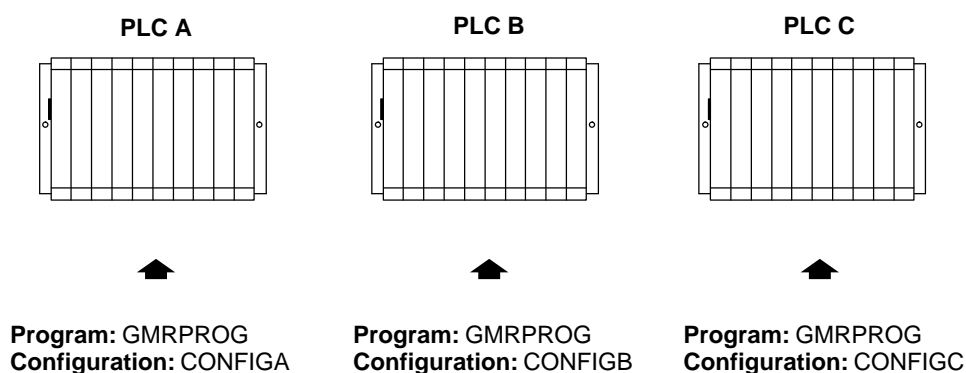 PLC A
PLC B
PLC C
Program: GMRPROG
Configuration: CONFIGA
Program: GMRPROG
Configuration: CONFIGB
Program: GMRPROG
Configuration: CONFIGC